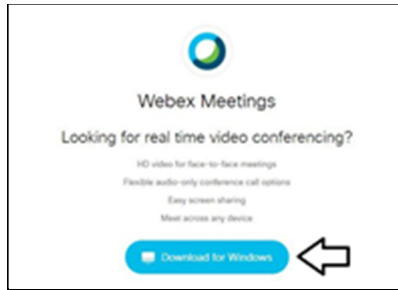 Webex Meetings
Looking for real time video conferencing?
HD video for face-to-face meetings
Flexible audio-only conference call options
Easy screen sharing
Meet across any device
Download for Windows